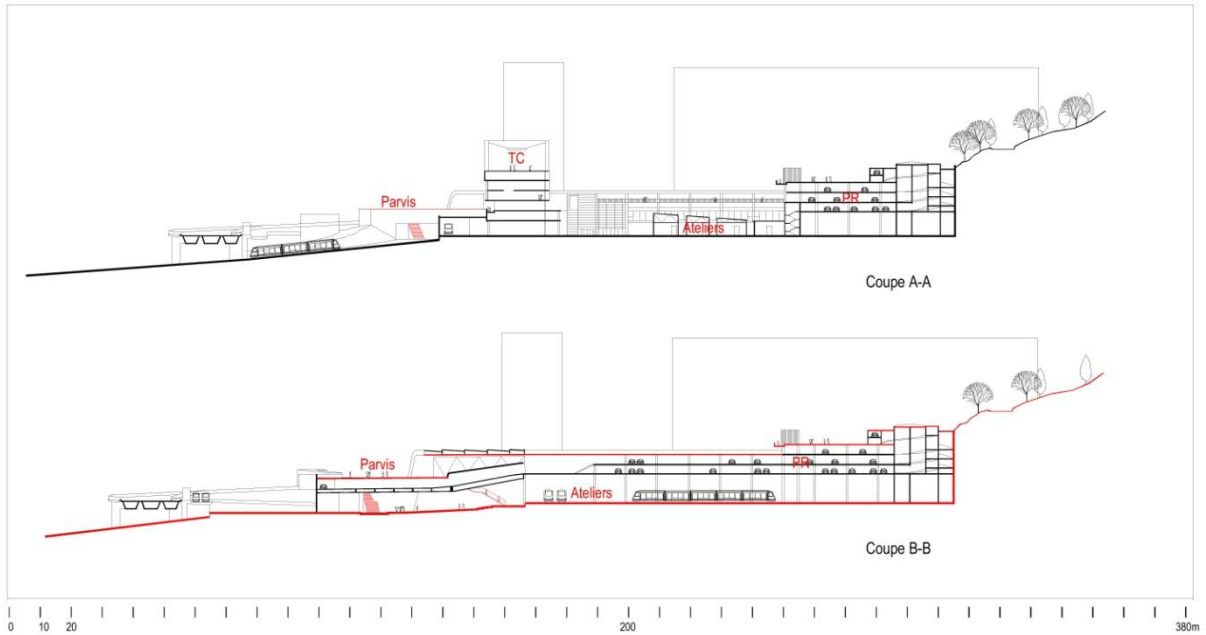 TC
Parvis
PR
Ateliers
Coupe A-A
Parvis
PR
Ateliers
Coupe B-B
0 10 20 200 380m